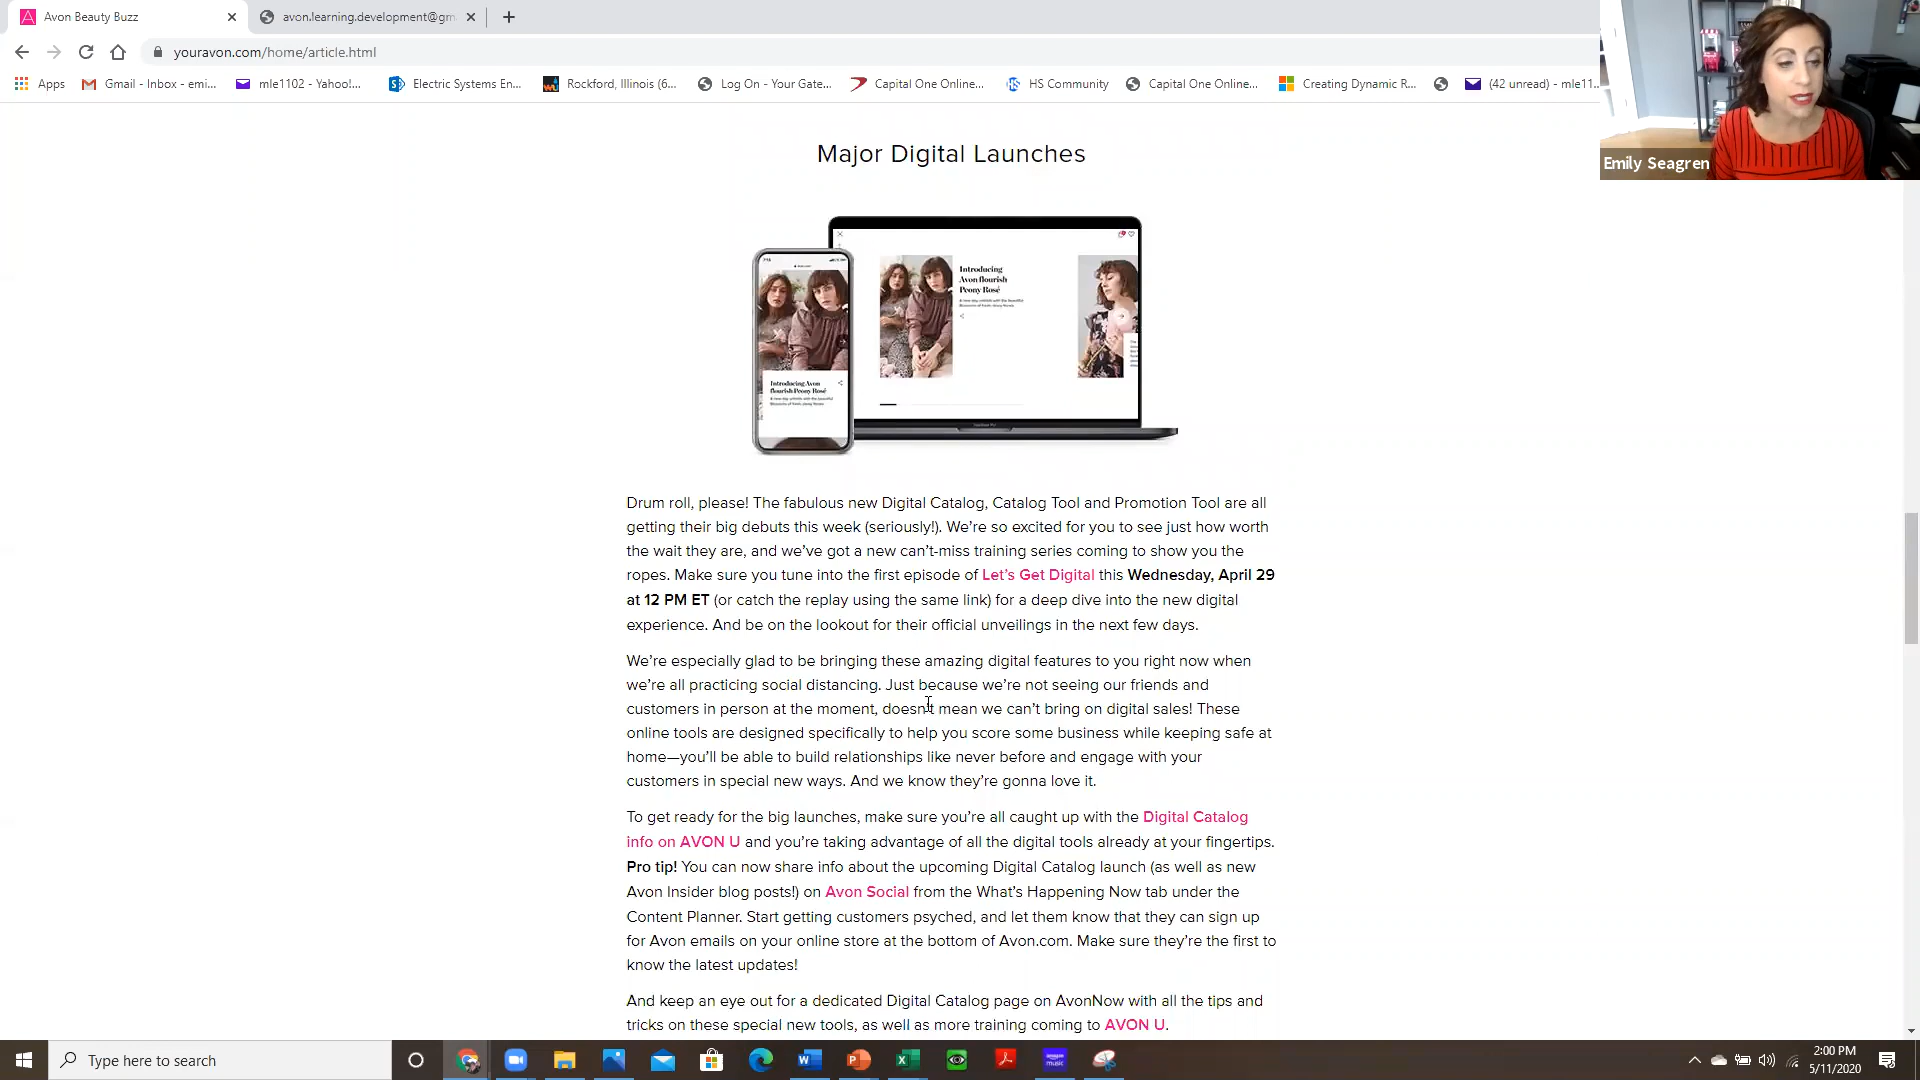 Avon Beauty Buzz
avon.learning.development@gm
youravon.com/home/article.html
Apps
Gmail - Inbox - emi...
mle1102 - Yahoo!...
Electric Systems En...
Rockford, Illinois (6...
Log On - Your Gate...
Capital One Online...
HS Community
Capital One Online...
Creating Dynamic R...
(42 unread) - mle11...
Emily Seagren
Major Digital Launches
Introducing
Avon flourish
Peony Rosé
Introducing Avon
flourish Peony Rosé
Drum roll, please! The fabulous new Digital Catalog, Catalog Tool and Promotion Tool are all
getting their big debuts this week (seriously!). We're so excited for you to see just how worth
the wait they are, and we've got a new can't-miss training series coming to show you the
ropes. Make sure you tune into the first episode of Let's Get Digital this Wednesday, April 29
at 12 PM ET (or catch the replay using the same link) for a deep dive into the new digital
experience. And be on the lookout for their official unveilings in the next few days.
We're especially glad to be bringing these amazing digital features to you right now when
we're all practicing social distancing. Just because we're not seeing our friends and
customers in person at the moment, doesn't mean we can't bring on digital sales! These
online tools are designed specifically to help you score some business while keeping safe at
home—you'll be able to build relationships like never before and engage with your
customers in special new ways. And we know they're gonna love it.
To get ready for the big launches, make sure you're all caught up with the Digital Catalog
info on AVON U and you're taking advantage of all the digital tools already at your fingertips.
Pro tip! You can now share info about the upcoming Digital Catalog launch (as well as new
Avon Insider blog posts!) on Avon Social from the What's Happening Now tab under the
Content Planner. Start getting customers psyched, and let them know that they can sign up
for Avon emails on your online store at the bottom of Avon.com. Make sure they're the first to
know the latest updates!
And keep an eye out for a dedicated Digital Catalog page on AvonNow with all the tips and
tricks on these special new tools, as well as more training coming to AVON U.
Type here to search
2:00 PM
5/11/2020